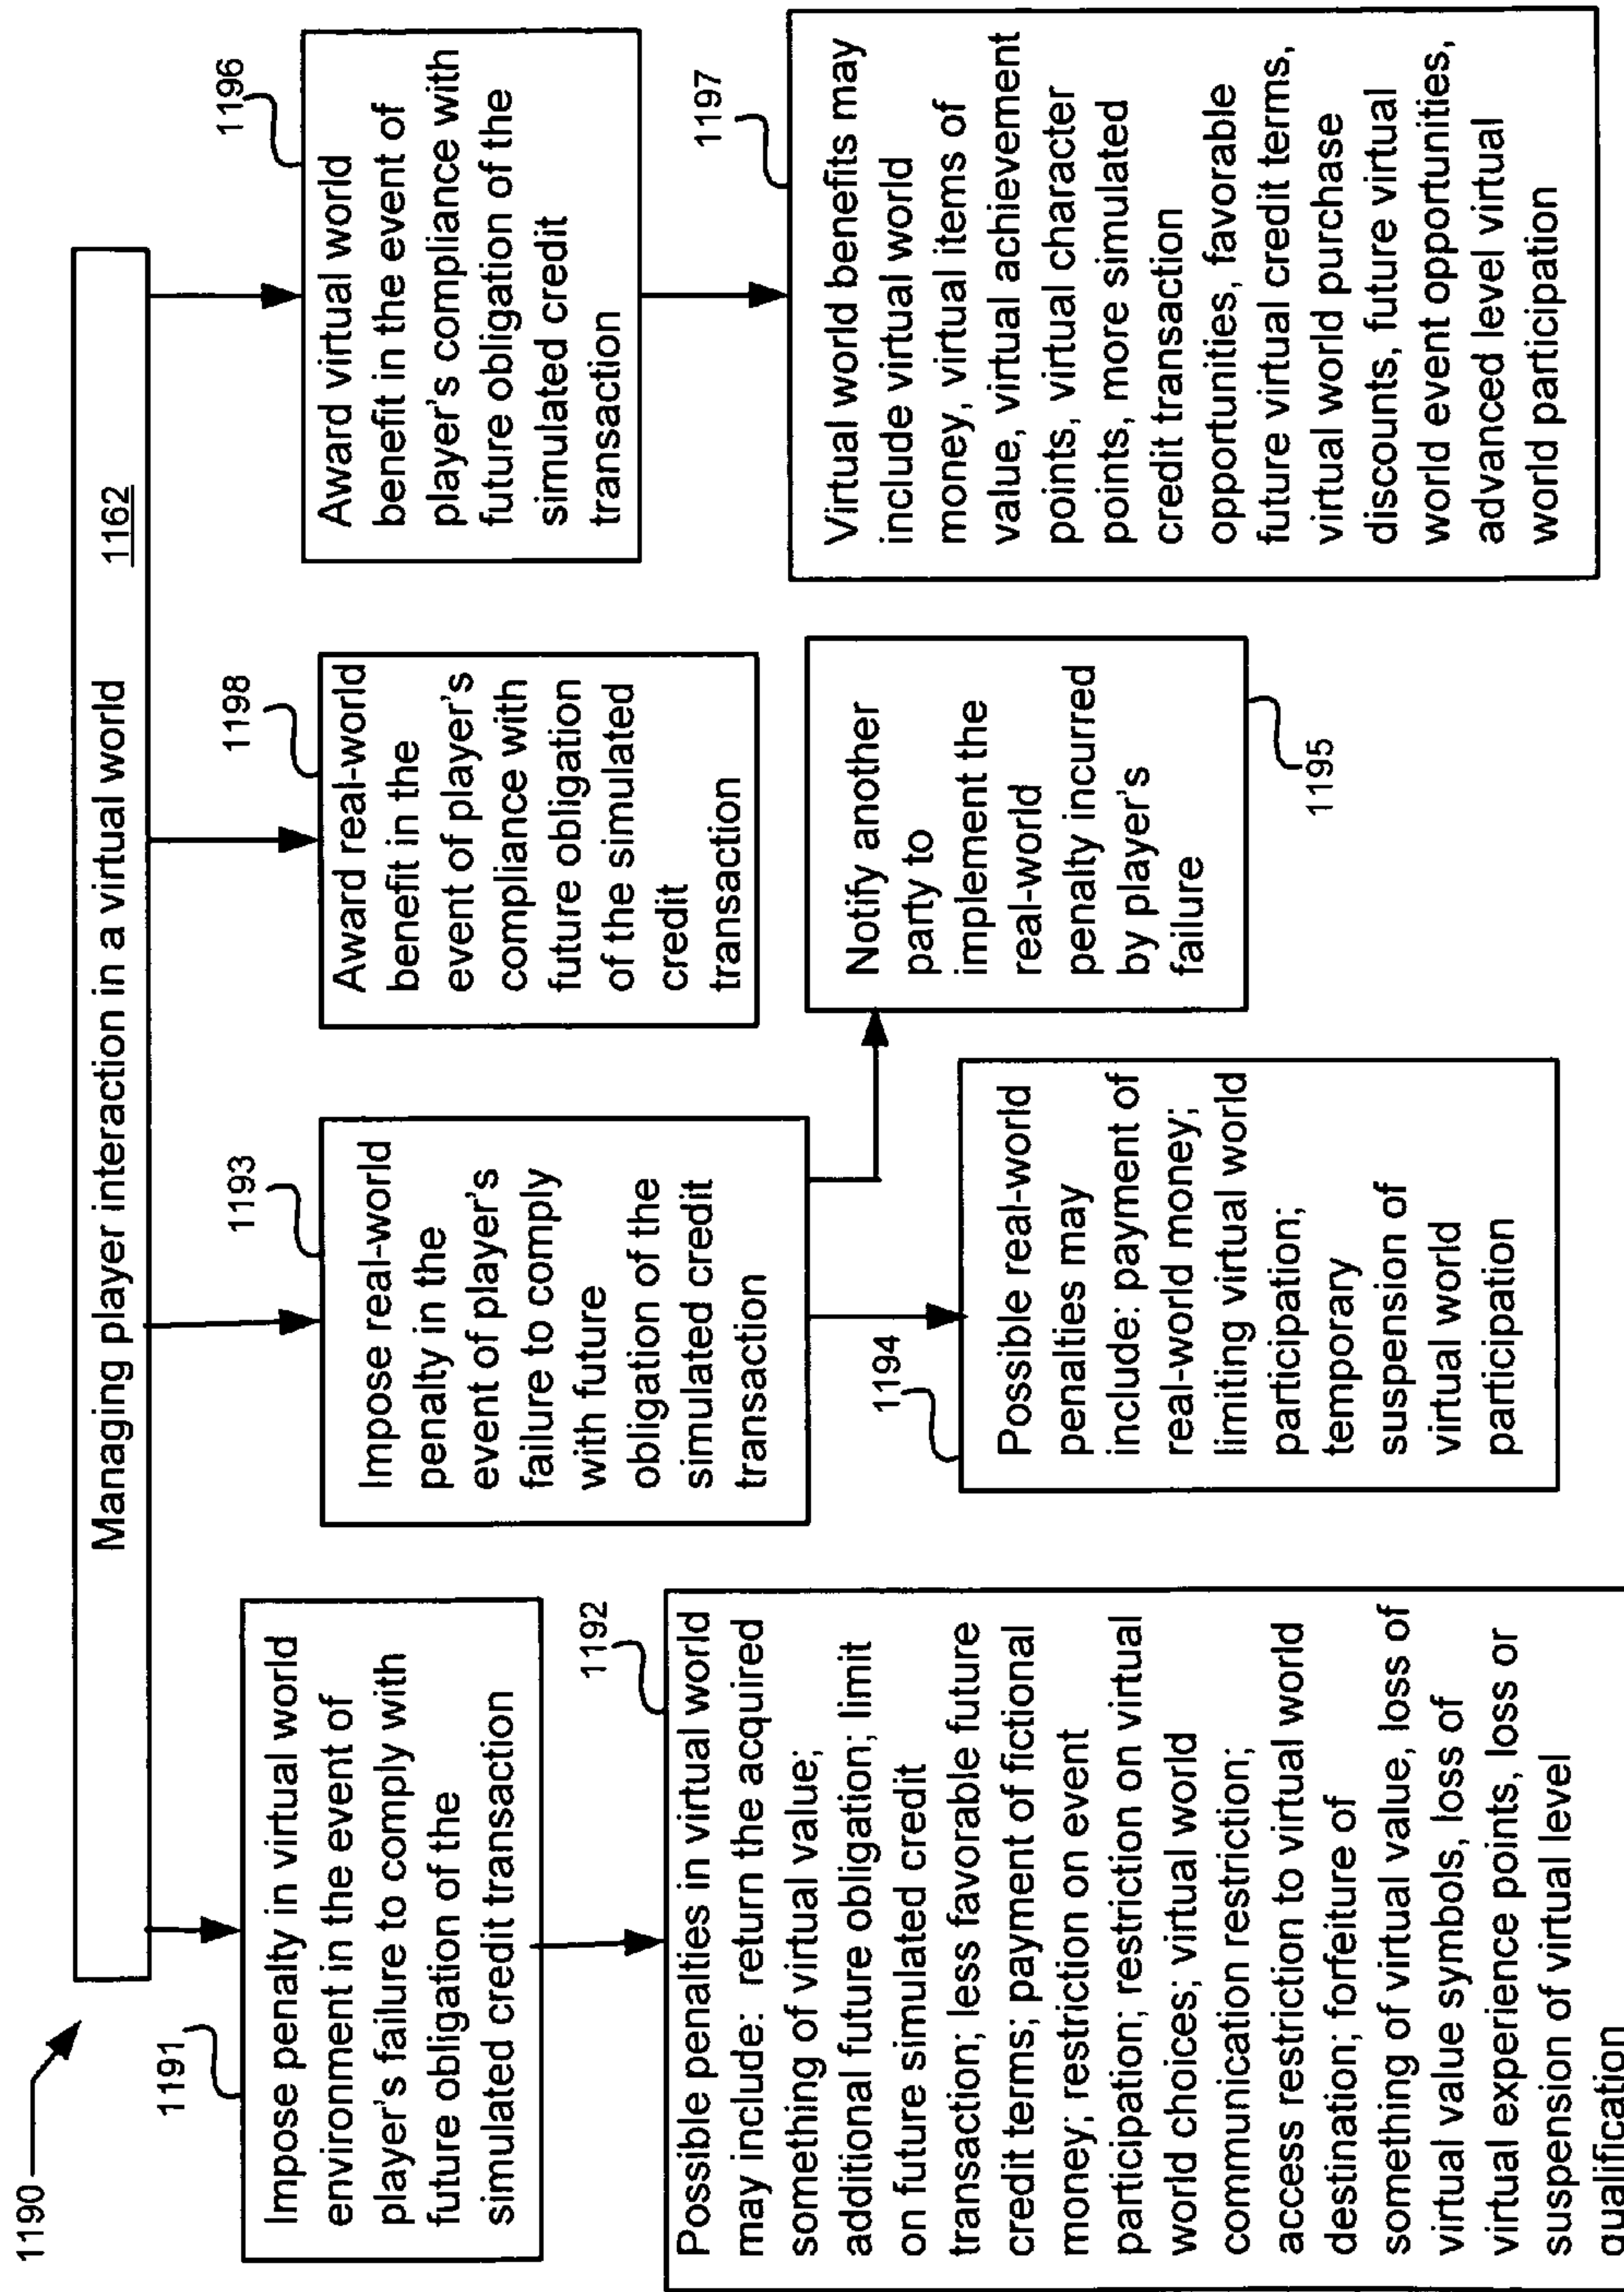 1190
Managing player interaction in a virtual world 1162
1191
Impose penalty in virtual world
environment in the event of
player's failure to comply with
future obligation of the
simulated credit transaction
1192
Possible penalties in virtual world
may include: return the acquired
something of virtual value;
additional future obligation; limit
on future simulated credit
transaction; less favorable future
credit terms; payment of fictional
money; restriction on event
participation; restriction on virtual
world choices; virtual world
communication restriction;
access restriction to virtual world
destination; forfeiture of
something of virtual value, loss of
virtual value symbols, loss of
virtual experience points, loss or
suspension of virtual level
qualification
1193
Impose real-world
penalty in the
event of player's
failure to comply
with future
obligation of the
simulated credit
transaction
1194
Possible real-world
penalties may
include: payment of
real-world money;
limiting virtual world
participation;
temporary
suspension of
virtual world
participation
1198
Award real-world
benefit in the
event of player's
compliance with
future obligation
of the simulated
credit
transaction
Notify another
party to
implement the
real-world
penalty incurred
by player's
failure
1195
1196
Award virtual world
benefit in the event of
player's compliance with
future obligation of the
simulated credit
transaction
1197
Virtual world benefits may
include virtual world
money, virtual items of
value, virtual achievement
points, virtual character
points, more simulated
credit transaction
opportunities, favorable
future virtual credit terms,
virtual world purchase
discounts, future virtual
world event opportunities,
advanced level virtual
world participation